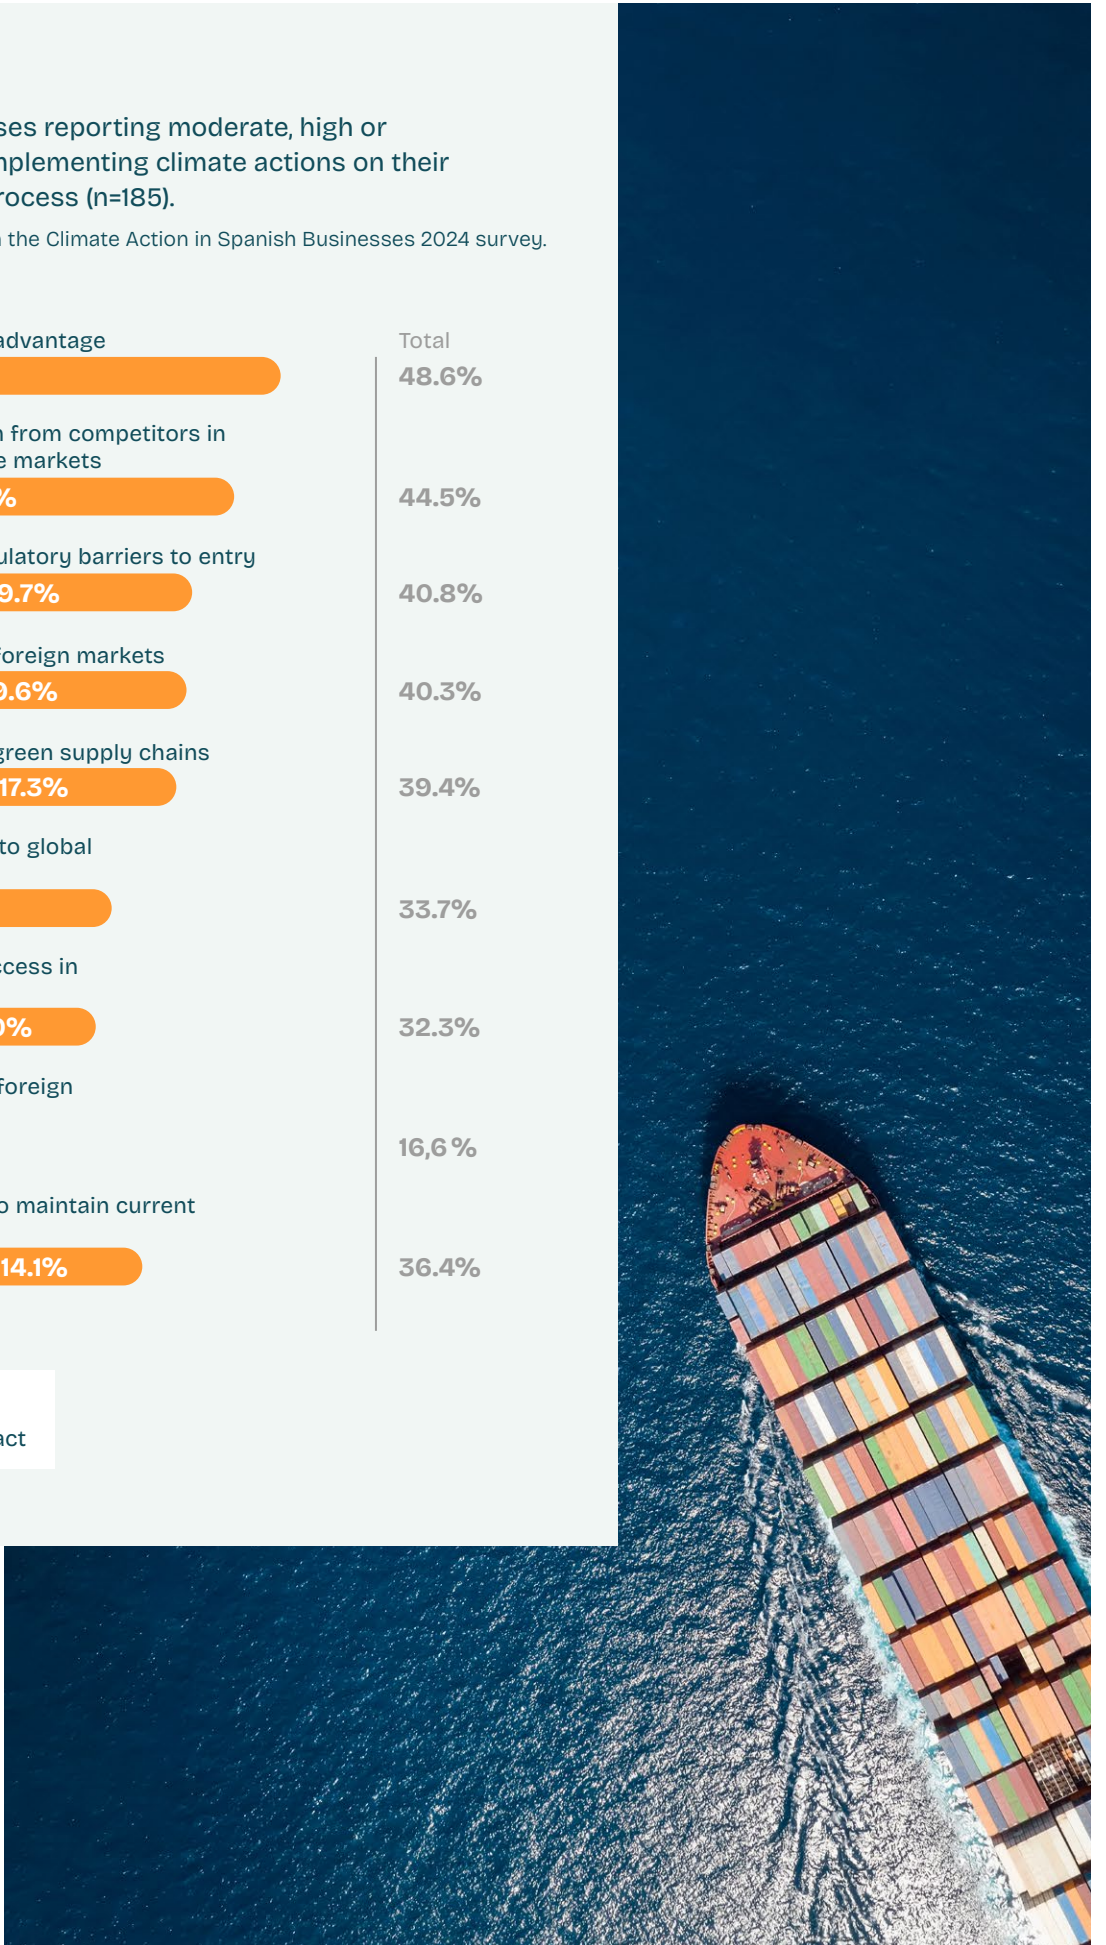 ses reporting moderate, high or
nplementing climate actions on their
rocess (n=185).
the Climate Action in Spanish Businesses 2024 survey.
advantage
Total
48.6%
from competitors in
e markets
%
44.5%
ulatory barriers to entry
9.7%
40.8%
foreign markets
9.6%
40.3%
green supply chains
17.3%
39.4%
to global
33.7%
ccess in
0%
32.3%
foreign
16,6 %
o maintain current
14.1%
36.4%
act